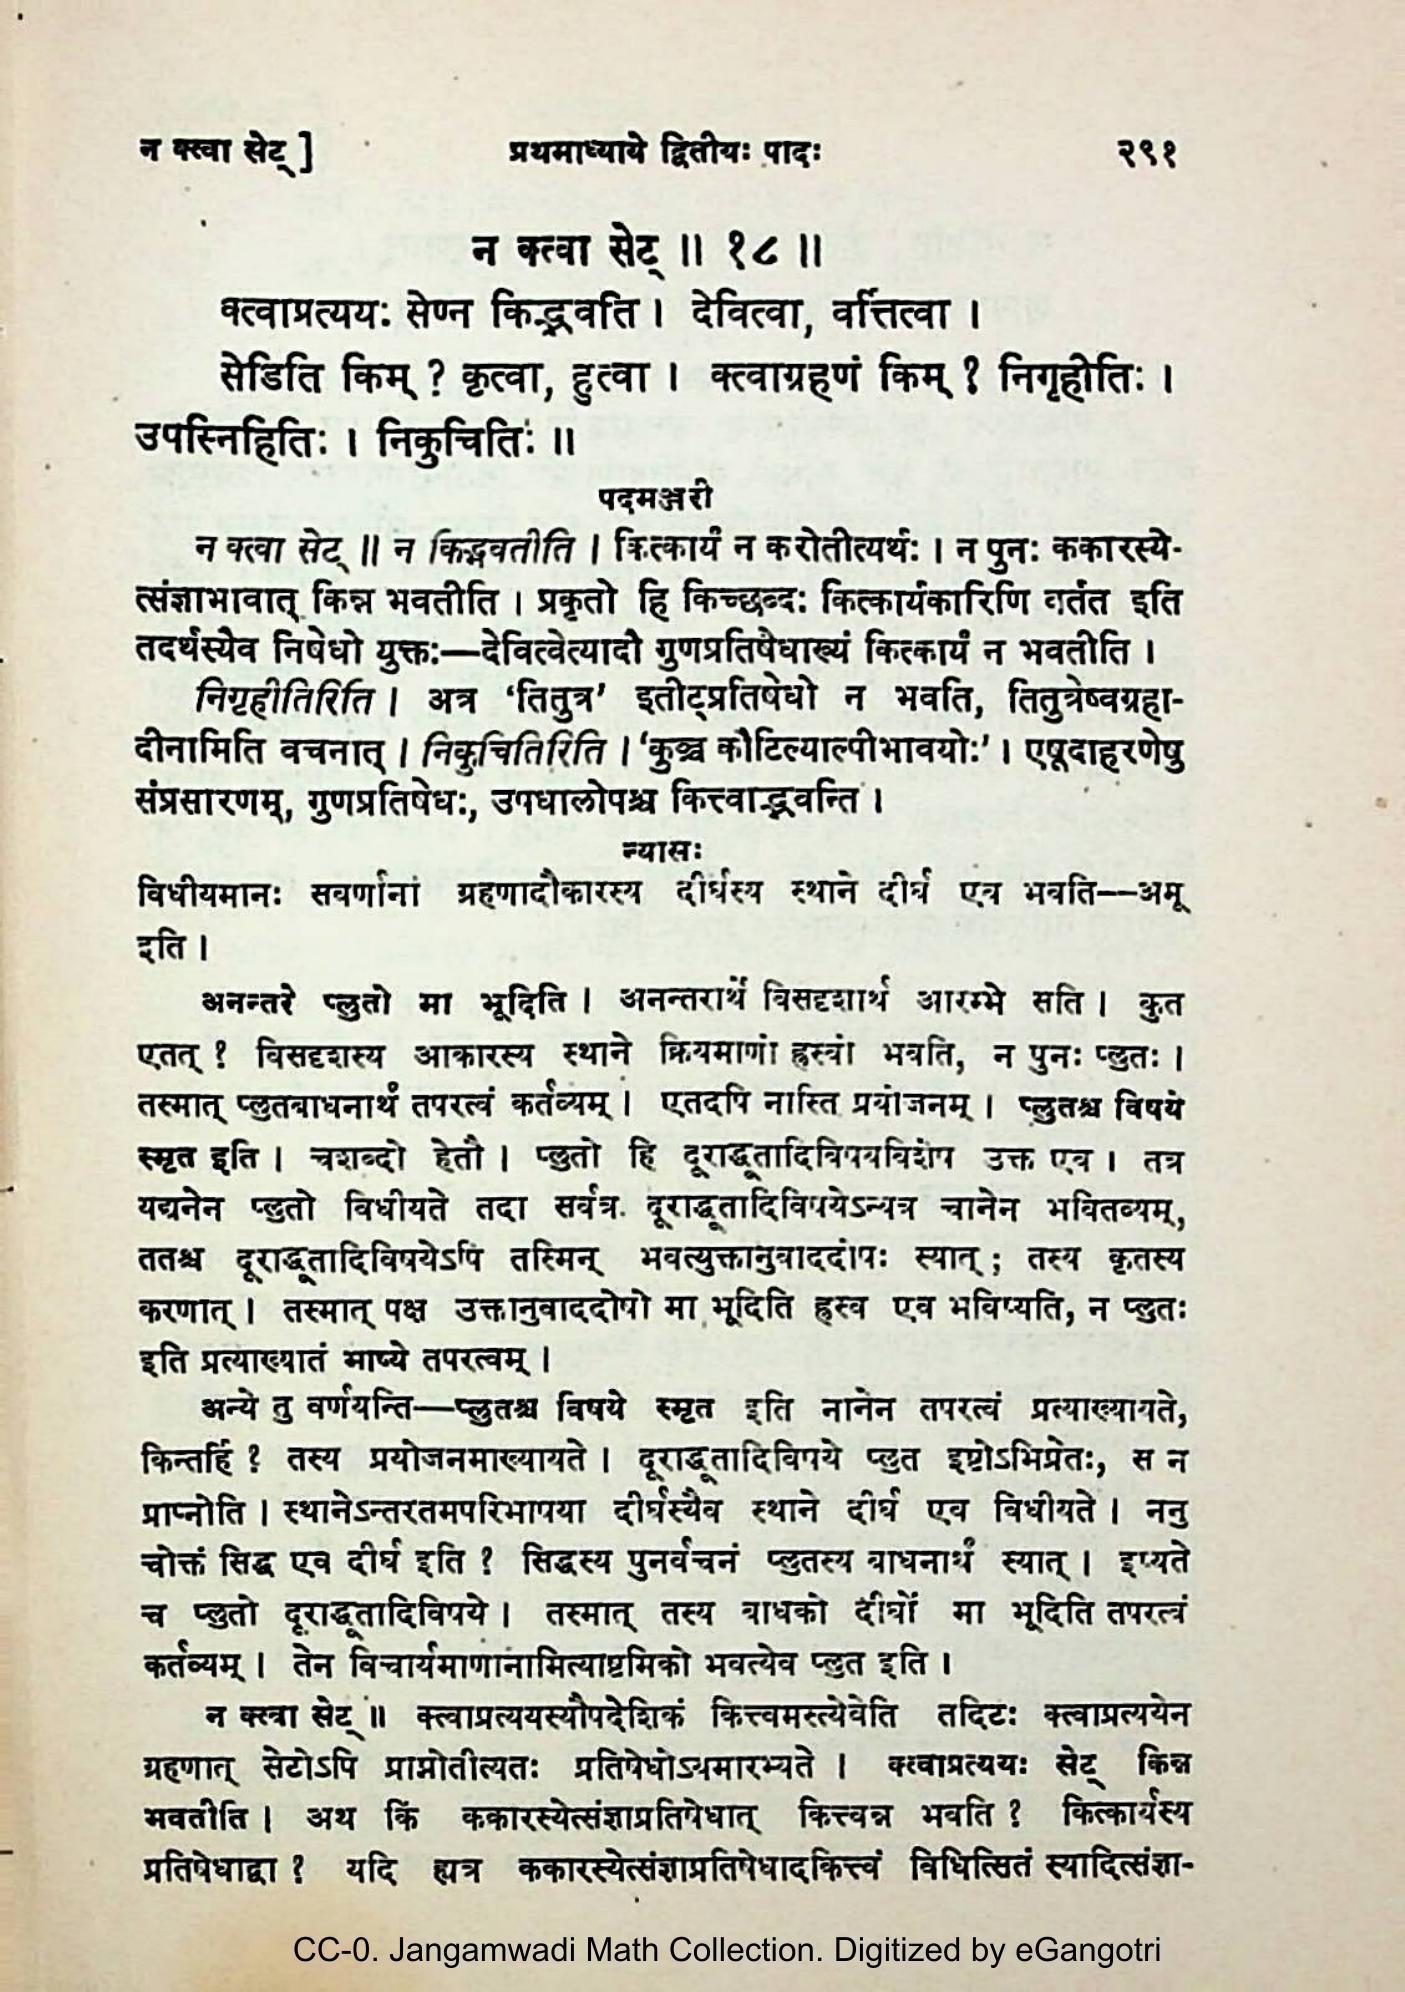 न क्त्वा सेट् ] प्रथमाध्याये द्वितीयः पादः २९१
न क्त्वा सेट् ॥ १८ ॥
क्त्वाप्रत्ययः सेण्न किद्भवति । देवित्वा, वर्त्तित्वा ।
सेडिति किम् ? कृत्वा, हुत्वा । क्त्वाग्रहणं किम् ? निगृहीतिः ।
उपस्निहितिः । निकुचितिः ॥
पदमञ्जरी
न क्त्वा सेट् ॥ न किद्भवतीति । कित्कार्यं न करोतीत्यर्थः । न पुनः ककारस्ये-
त्संज्ञाभावात् किन्न भवतीति । प्रकृतो हि किच्छब्दः कित्कार्यकारिणि वर्तत इति
तदर्थस्यैव निषेधो युक्तः—देवित्वेत्यादौ गुणप्रतिषेधाख्यं कित्कार्यं न भवतीति ।
निगृहीतिरिति । अत्र ‘तितुत्र’ इतीट्प्रतिषेधो न भवति, तितुत्रेष्वग्रहा-
दीनामिति वचनात् । निकुचितिरिति । ‘कुञ्च कौटिल्याल्पीभावयोः’ । एषूदाहरणेषु
संप्रसारणम्, गुणप्रतिषेधः, उपधालोपश्च कित्त्वाद्भवन्ति ।
न्यासः
विधीयमानः सवर्णानां ग्रहणादौकारस्य दीर्घस्य स्थाने दीर्घ एव भवति—अमू
इति ।
अनन्तरे प्लुतो मा भूदिति । अनन्तरार्थे विसदृशार्थ आरम्भे सति । कुत
एतत् ? विसदृशस्य आकारस्य स्थाने क्रियमाणो ह्रस्वो भवति, न पुनः प्लुतः ।
तस्मात् प्लुतबाधनार्थं तपरत्वं कर्तव्यम् । एतदपि नास्ति प्रयोजनम् । प्लुतश्च विषये
स्मृत इति । चशब्दो हेतौ । प्लुतो हि दूराद्धूतादिविषयविशेष उक्त एव । तत्र
यद्यनेन प्लुतो विधीयते तदा सर्वत्र दूराद्धूतादिविषयेऽन्यत्र चानेन भवितव्यम्,
ततश्च दूराद्धूतादिविषयेऽपि तस्मिन् भवत्युक्तानुवाददोषः स्यात् ; तस्य कृतस्य
करणात् । तस्मात् पक्ष उक्तानुवाददोषो मा भूदिति ह्रस्व एव भविष्यति, न प्लुतः
इति प्रत्याख्यातं भाष्ये तपरत्वम् ।
अन्ये तु वर्णयन्ति—प्लुतश्च विषये स्मृत इति नानेन तपरत्वं प्रत्याख्यायते,
किन्तर्हि ? तस्य प्रयोजनमाख्यायते । दूराद्धूतादिविषये प्लुत इष्टोऽभिप्रेतः, स न
प्राप्नोति । स्थानेऽन्तरतमपरिभाषया दीर्घस्यैव स्थाने दीर्घ एव विधीयते । ननु
चोक्तं सिद्ध एव दीर्घ इति ? सिद्धस्य पुनर्वचनं प्लुतस्य बाधनार्थं स्यात् । इष्यते
च प्लुतो दूराद्धूतादिविषये । तस्मात् तस्य बाधको दीर्घो मा भूदिति तपरत्वं
कर्तव्यम् । तेन विचार्यमाणानामित्याष्टमिको भवत्येव प्लुत इति ।
न क्त्वा सेट् ॥ क्त्वाप्रत्ययस्यौपदेशिकं कित्त्वमस्त्येवेति तदिटः क्त्वाप्रत्ययेन
ग्रहणात् सेटोऽपि प्राप्नोतीत्यतः प्रतिषेधोऽयमारभ्यते । क्त्वाप्रत्ययः सेट् किन्न
भवतीति । अथ किं ककारस्येत्संज्ञाप्रतिषेधात् कित्त्वन्न भवति ? कित्कार्यस्य
प्रतिषेधाद्वा ? यदि ह्यत्र ककारस्येत्संज्ञाप्रतिषेधादकित्त्वं विधित्सितं स्यादित्संज्ञा-
CC-0. Jangamwadi Math Collection. Digitized by eGangotri